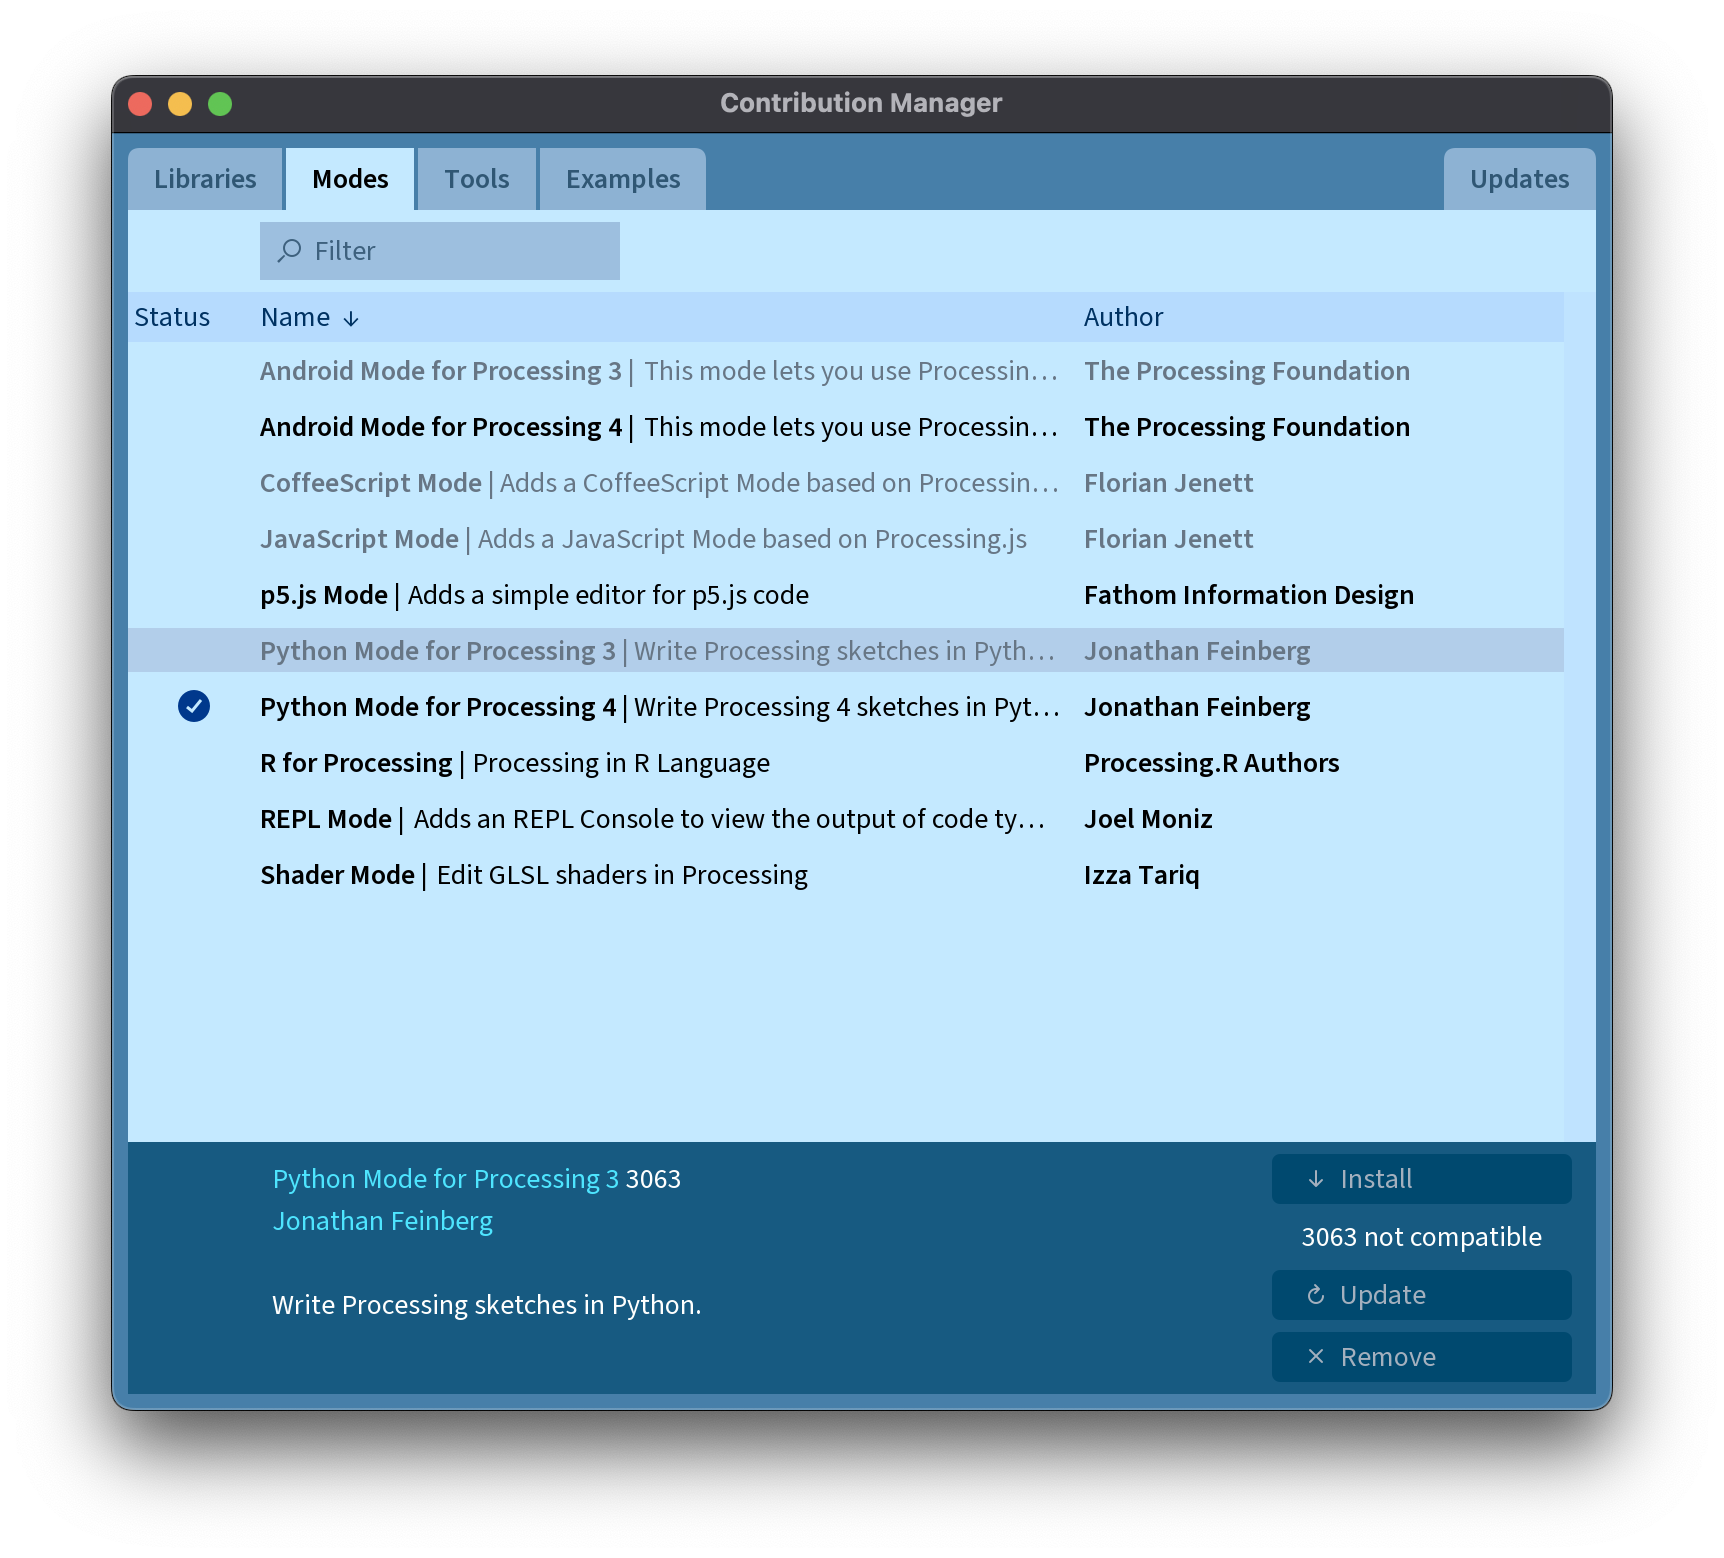 Contribution Manager
Libraries Modes Tools Examples Updates
Filter
Status Name ↓ Author
Android Mode for Processing 3 | This mode lets you use Processin… The Processing Foundation
Android Mode for Processing 4 | This mode lets you use Processin… The Processing Foundation
CoffeeScript Mode | Adds a CoffeeScript Mode based on Processin… Florian Jenett
JavaScript Mode | Adds a JavaScript Mode based on Processing.js Florian Jenett
p5.js Mode | Adds a simple editor for p5.js code Fathom Information Design
Python Mode for Processing 3 | Write Processing sketches in Pyth… Jonathan Feinberg
Python Mode for Processing 4 | Write Processing 4 sketches in Pyt… Jonathan Feinberg
R for Processing | Processing in R Language Processing.R Authors
REPL Mode | Adds an REPL Console to view the output of code ty… Joel Moniz
Shader Mode | Edit GLSL shaders in Processing Izza Tariq
Python Mode for Processing 3 3063
Jonathan Feinberg
Write Processing sketches in Python.
↓ Install
3063 not compatible
Update
Remove